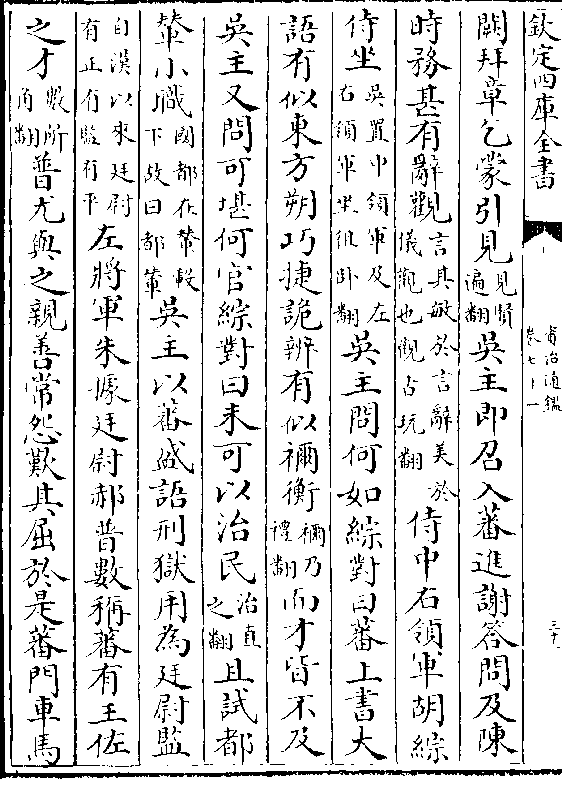 欽定四庫全書
資治通鑑
卷七十一
三十
闕拜章乞蒙引見見賢遍翻吳主即召入蕃進謝答問及陳
時務甚有辭觀言其敏於言辭美於儀觀也觀古玩翻侍中右領軍胡綜
侍坐吳置中領軍及左右領軍坐徂卧翻吳主問何如綜對曰蕃上書大
語有似東方朔巧捷詭辨有似禰衡禰乃禮翻而才皆不及
吳主又問可堪何官綜對曰未可以治民治直之翻且試都
輦小職國都在輦轂下故曰都輦吳主以蕃盛語刑獄用為廷尉監
自漢以來廷尉有正有監有平左將軍朱據廷尉郝普數稱蕃有王佐
之才數所角翻普尤與之親善常怨歎其屈於是蕃門車馬